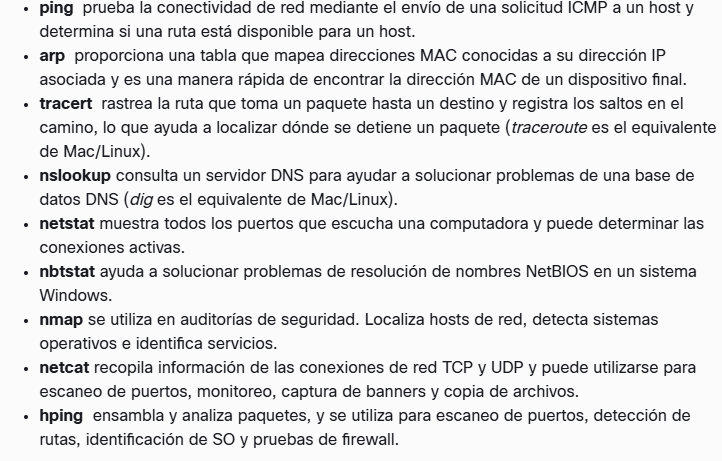 • ping prueba la conectividad de red mediante el envío de una solicitud ICMP a un host y
determina si una ruta está disponible para un host.
• arp proporciona una tabla que mapea direcciones MAC conocidas a su dirección IP
asociada y es una manera rápida de encontrar la dirección MAC de un dispositivo final.
• tracert rastrea la ruta que toma un paquete hasta un destino y registra los saltos en el
camino, lo que ayuda a localizar dónde se detiene un paquete (traceroute es el equivalente
de Mac/Linux).
• nslookup consulta un servidor DNS para ayudar a solucionar problemas de una base de
datos DNS (dig es el equivalente de Mac/Linux).
• netstat muestra todos los puertos que escucha una computadora y puede determinar las
conexiones activas.
• nbtstat ayuda a solucionar problemas de resolución de nombres NetBIOS en un sistema
Windows.
• nmap se utiliza en auditorías de seguridad. Localiza hosts de red, detecta sistemas
operativos e identifica servicios.
• netcat recopila información de las conexiones de red TCP y UDP y puede utilizarse para
escaneo de puertos, monitoreo, captura de banners y copia de archivos.
• hping ensambla y analiza paquetes, y se utiliza para escaneo de puertos, detección de
rutas, identificación de SO y pruebas de firewall.